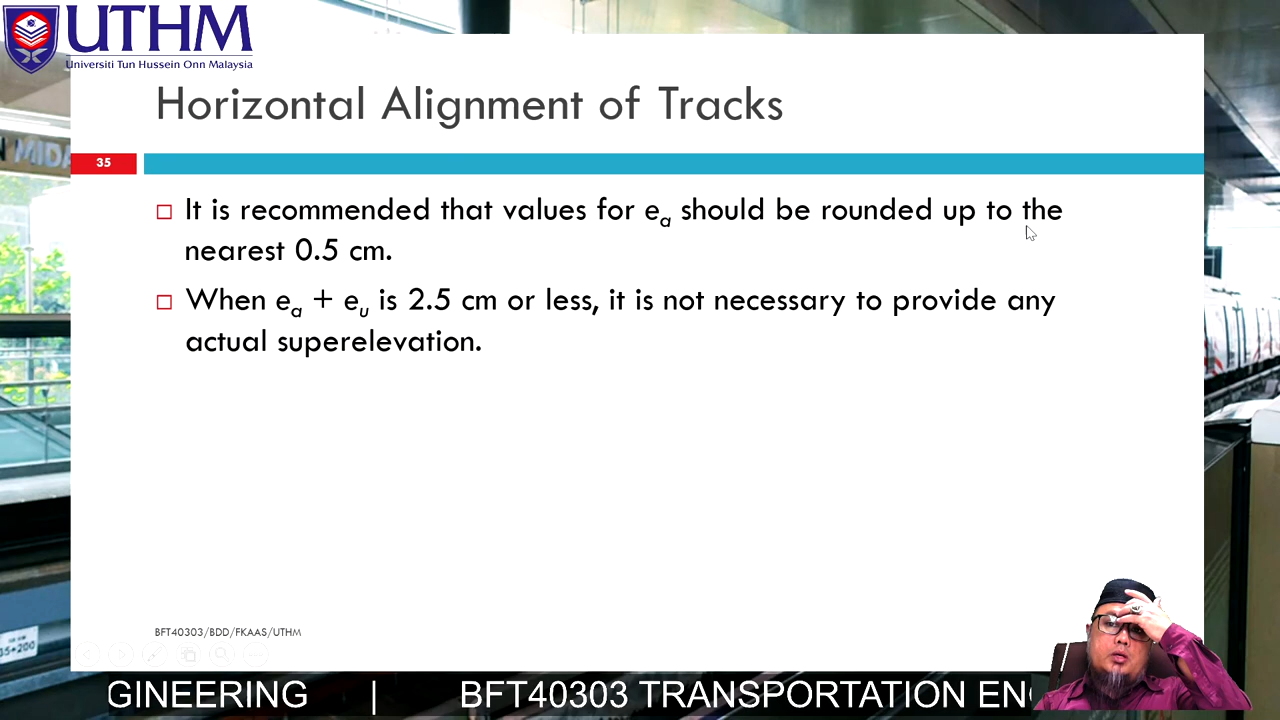 UTHM
Universiti Tun Hussein Onn Malaysia
Horizontal Alignment of Tracks
35
□ It is recommended that values for eₐ should be rounded up to the
nearest 0.5 cm.
□ When eₐ + eᵤ is 2.5 cm or less, it is not necessary to provide any
actual superelevation.
BFT40303/BDD/FKAAS/UTHM
GINEERING | BFT40303 TRANSPORTATION EN